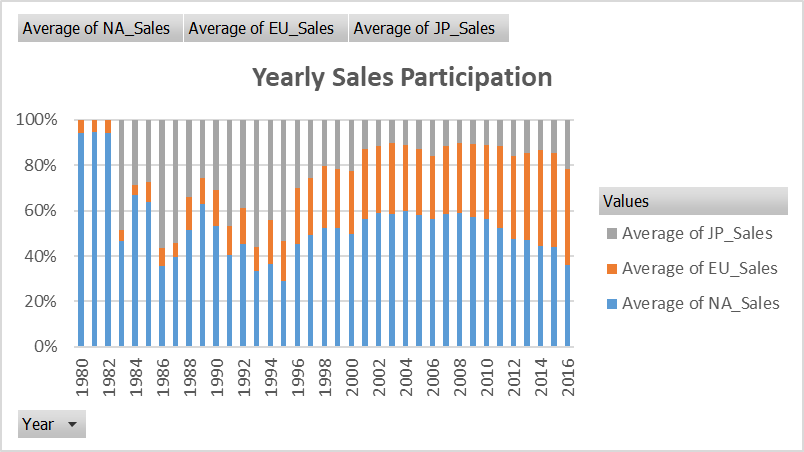 Average of NA_Sales Average of EU_Sales Average of JP_Sales
Yearly Sales Participation
100%
80%
60%
40%
20%
0%
1980 1982 1984 1986 1988 1990 1992 1994 1996 1998 2000 2002 2004 2006 2008 2010 2012 2014 2016
Values
Average of JP_Sales
Average of EU_Sales
Average of NA_Sales
Year